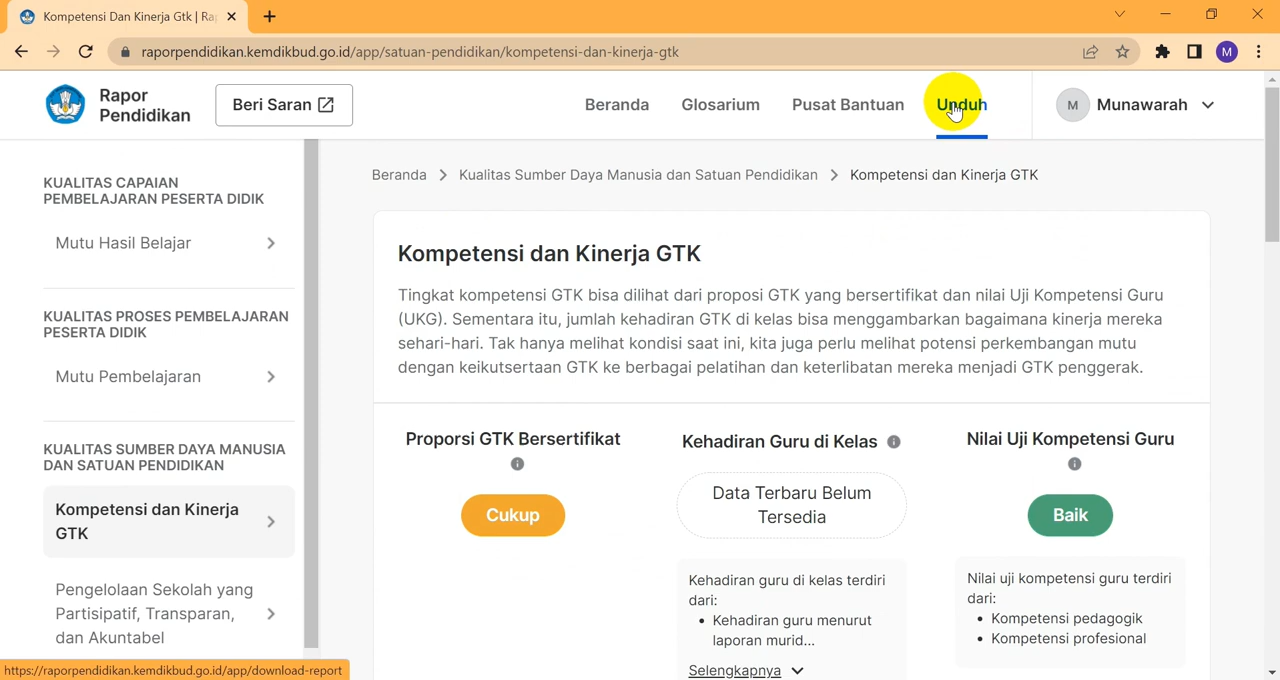 Kompetensi Dan Kinerja Gtk | Rap
raporpendidikan.kemdikbud.go.id/app/satuan-pendidikan/kompetensi-dan-kinerja-gtk
M
Rapor
Pendidikan
Beri Saran
Beranda
Glosarium
Pusat Bantuan
Unduh
M
Munawarah
KUALITAS CAPAIAN
PEMBELAJARAN PESERTA DIDIK
Mutu Hasil Belajar
KUALITAS PROSES PEMBELAJARAN
PESERTA DIDIK
Mutu Pembelajaran
KUALITAS SUMBER DAYA MANUSIA
DAN SATUAN PENDIDIKAN
Kompetensi dan Kinerja
GTK
Pengelolaan Sekolah yang
Partisipatif, Transparan,
dan Akuntabel
Beranda > Kualitas Sumber Daya Manusia dan Satuan Pendidikan > Kompetensi dan Kinerja GTK
Kompetensi dan Kinerja GTK
Tingkat kompetensi GTK bisa dilihat dari proposi GTK yang bersertifikat dan nilai Uji Kompetensi Guru
(UKG). Sementara itu, jumlah kehadiran GTK di kelas bisa menggambarkan bagaimana kinerja mereka
sehari-hari. Tak hanya melihat kondisi saat ini, kita juga perlu melihat potensi perkembangan mutu
dengan keikutsertaan GTK ke berbagai pelatihan dan keterlibatan mereka menjadi GTK penggerak.
Proporsi GTK Bersertifikat
Cukup
Kehadiran Guru di Kelas
Data Terbaru Belum
Tersedia
Kehadiran guru di kelas terdiri
dari:
• Kehadiran guru menurut
laporan murid...
Selengkapnya
Nilai Uji Kompetensi Guru
Baik
Nilai uji kompetensi guru terdiri
dari:
• Kompetensi pedagogik
• Kompetensi profesional
https://raporpendidikan.kemdikbud.go.id/app/download-report